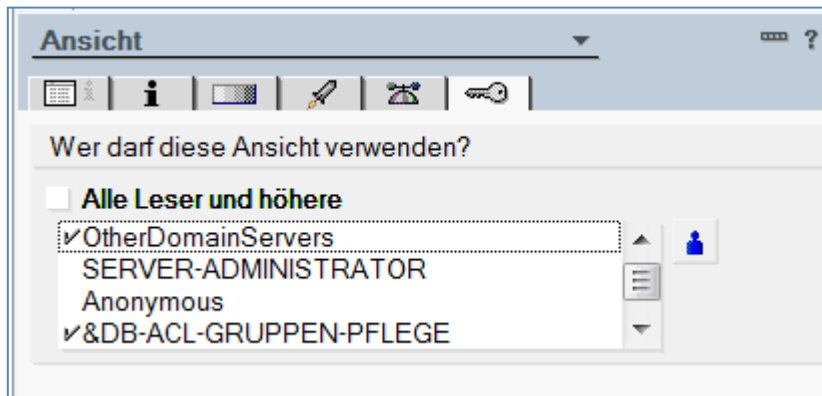 Ansicht
?
i
Wer darf diese Ansicht verwenden?
Alle Leser und höhere
OtherDomainServers
SERVER-ADMINISTRATOR
Anonymous
&DB-ACL-GRUPPEN-PFLEGE